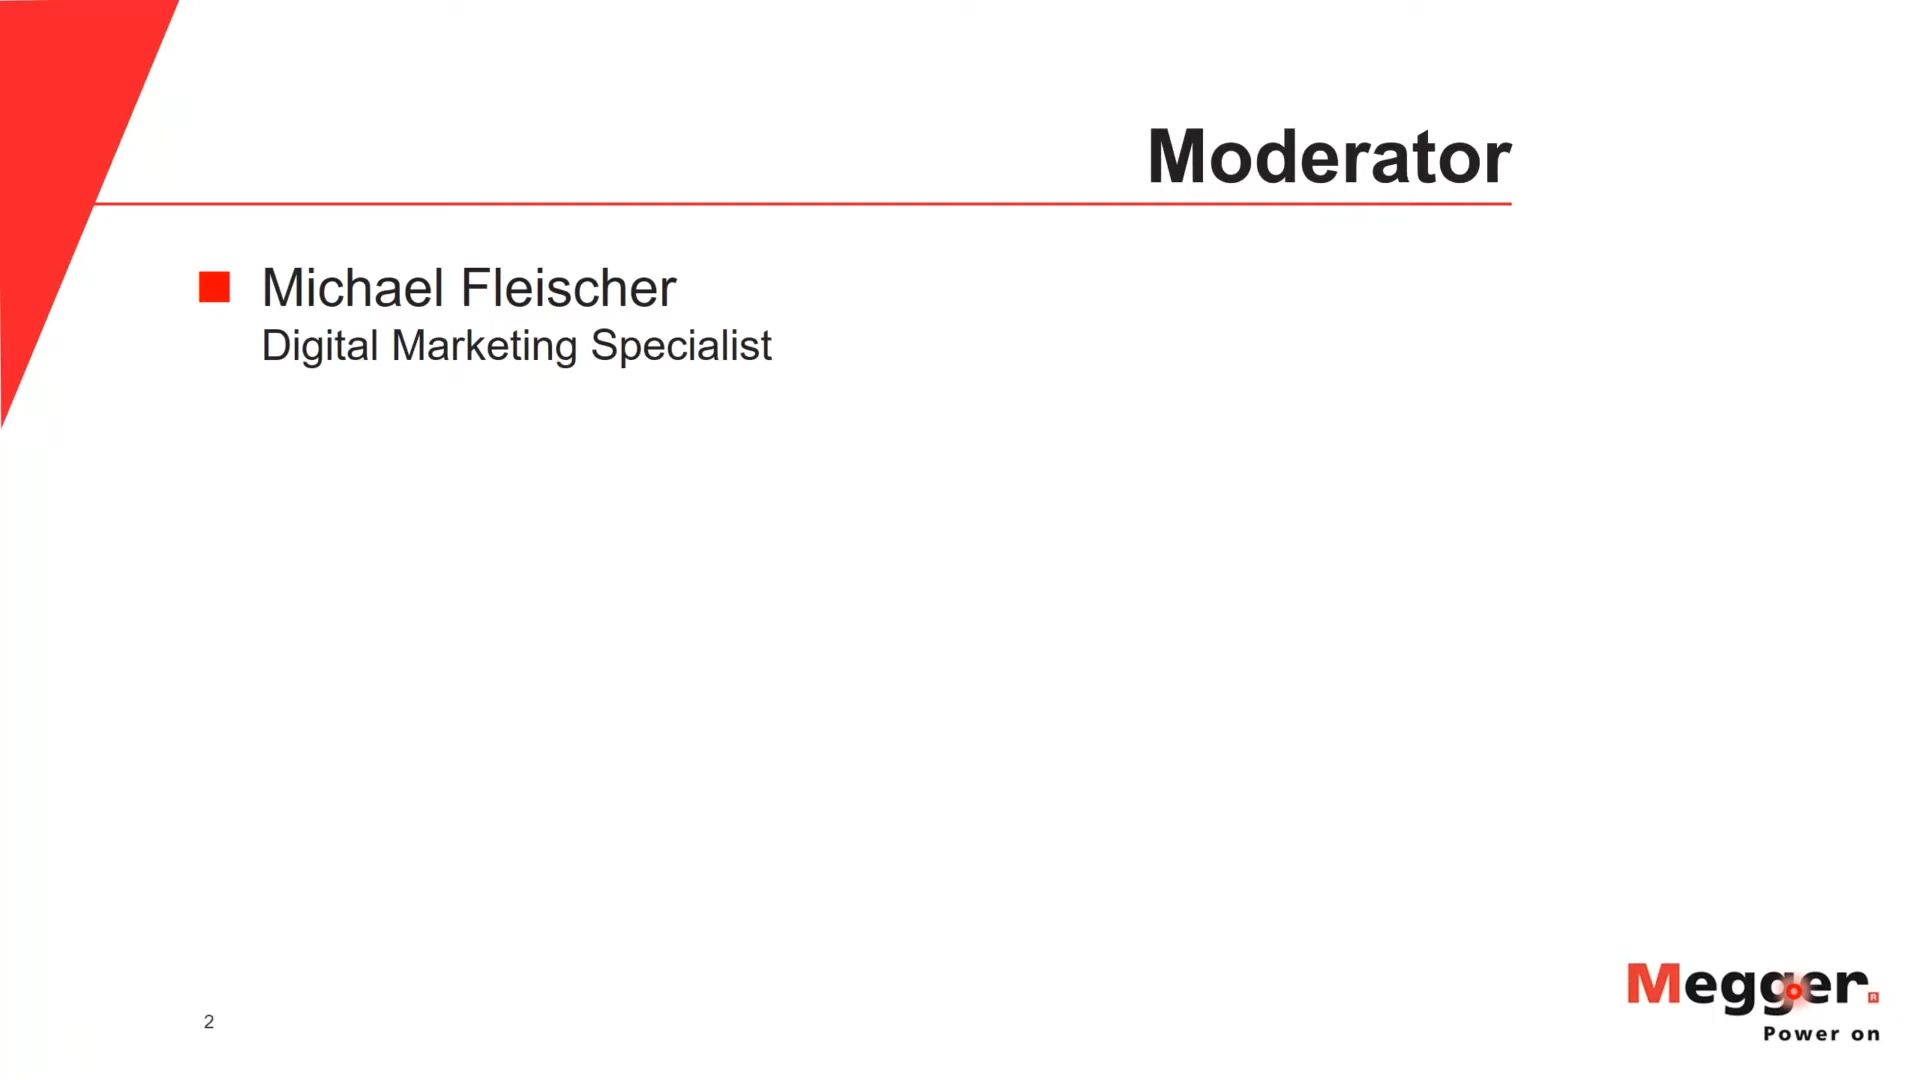 Moderator
Michael Fleischer
Digital Marketing Specialist
2
Megger®
Power on